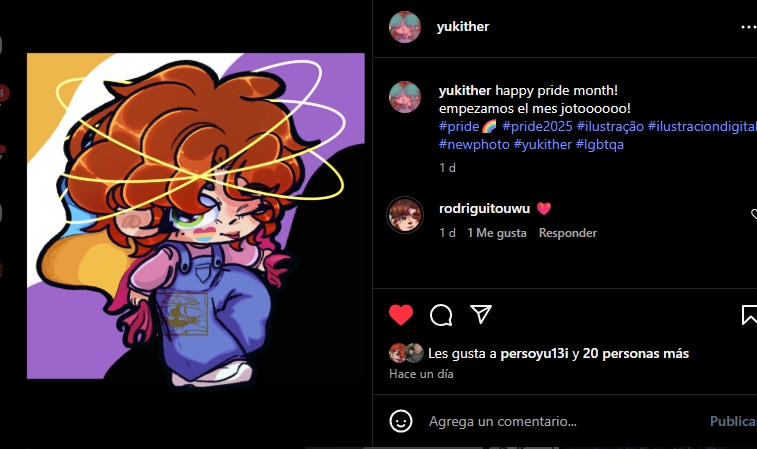 yukither
yukither happy pride month!
empezamos el mes jotoooooo!
#pride🌈 #pride2025 #ilustração #ilustraciondigital
#newphoto #yukither #lgbtqa
1 d
rodriguitouwu ❤️
1 d 1 Me gusta Responder
Les gusta a persoyu13i y 20 personas más
Hace un día
Agrega un comentario...
Publicar